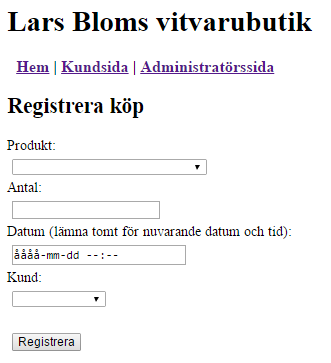 Lars Bloms vitvarubutik
Hem | Kundsida | Administratörssida
Registrera köp
Produkt:
Antal:
Datum (lämna tomt för nuvarande datum och tid):
åååå-mm-dd --:--
Kund:
Registrera